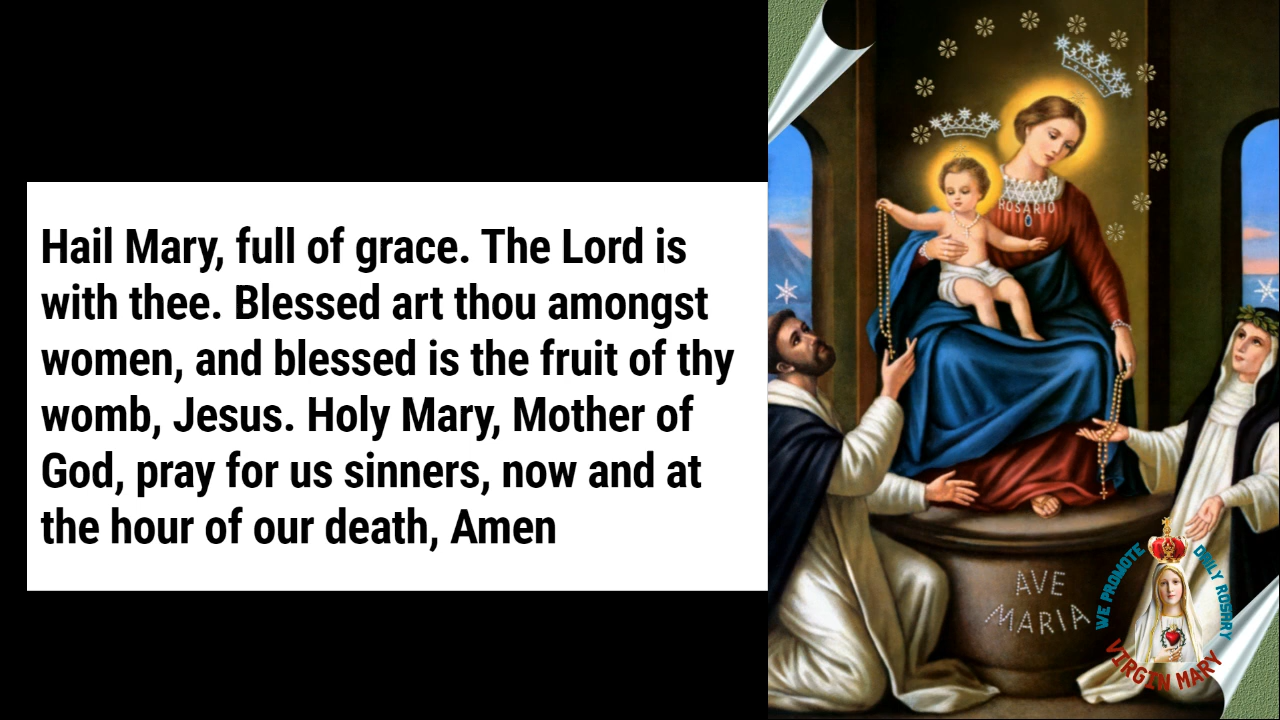 Hail Mary, full of grace. The Lord is
with thee. Blessed art thou amongst
women, and blessed is the fruit of thy
womb, Jesus. Holy Mary, Mother of
God, pray for us sinners, now and at
the hour of our death, Amen
ROSARIO
AVE
MARIA
WE PROMOTE
DAILY ROSARY
VIRGIN MARY